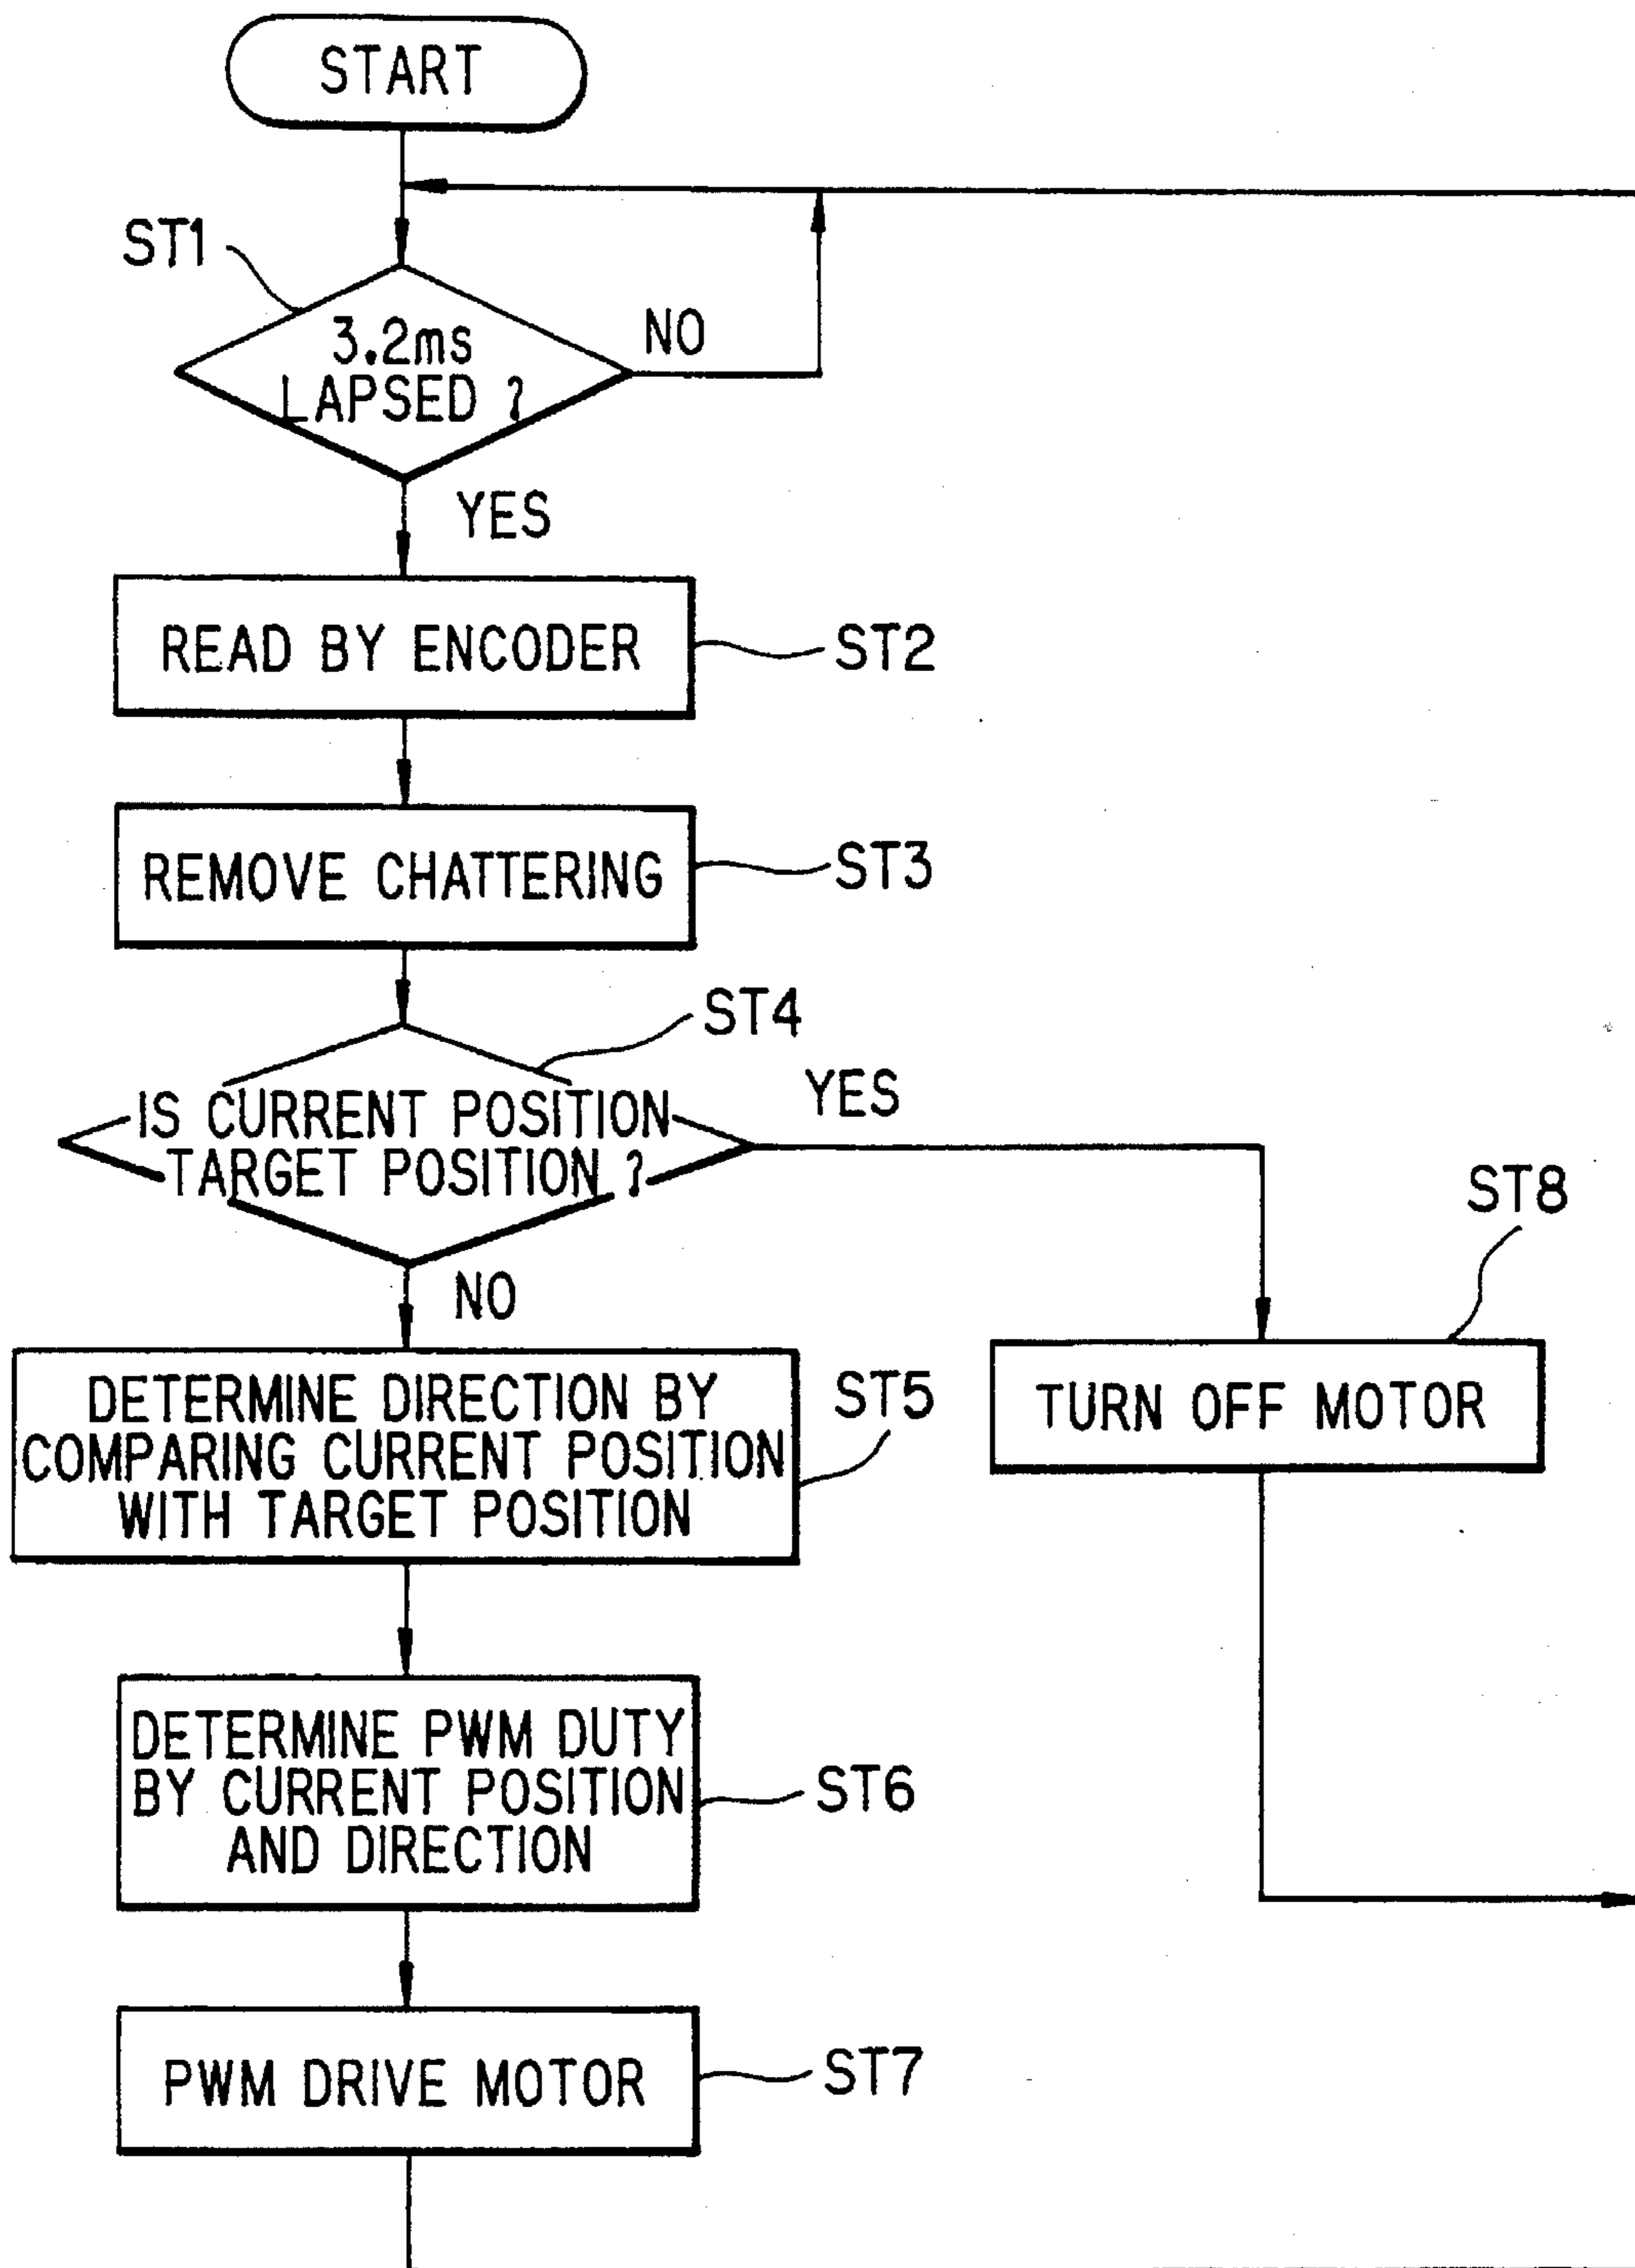 START
ST1
3.2ms
LAPSED ?
NO
YES
READ BY ENCODER
ST2
REMOVE CHATTERING
ST3
ST4
IS CURRENT POSITION
TARGET POSITION ?
YES
NO
ST8
TURN OFF MOTOR
DETERMINE DIRECTION BY
COMPARING CURRENT POSITION
WITH TARGET POSITION
ST5
DETERMINE PWM DUTY
BY CURRENT POSITION
AND DIRECTION
ST6
PWM DRIVE MOTOR
ST7